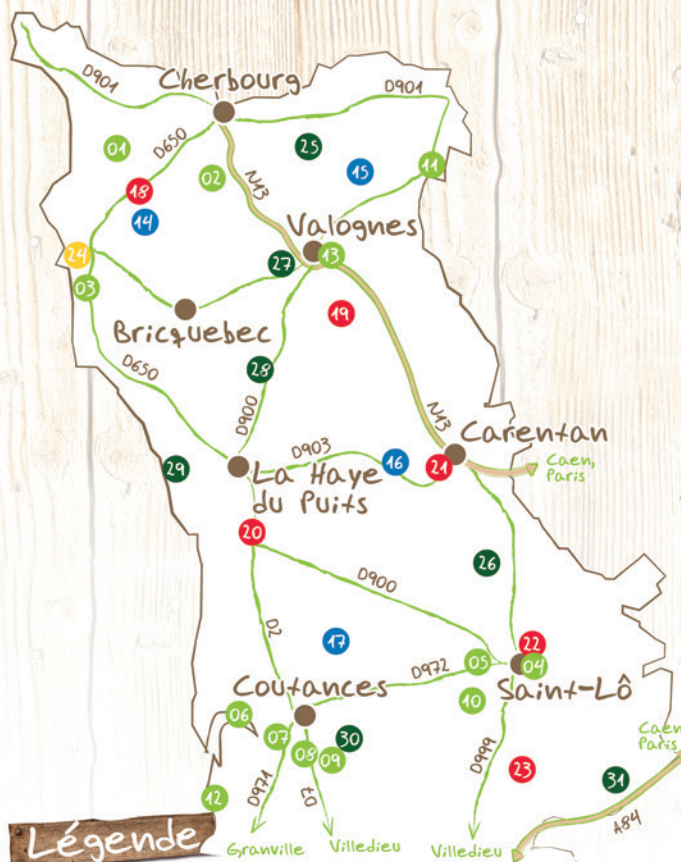 D901
Cherbourg
D901
01
D650
02
N13
25
15
11
18
14
Valognes
24
13
27
03
Bricquebec
19
28
D650
D900
N13
Carentan
D903
16
21
Caen,
Paris
29
La Haye
du Puits
20
D900
26
D2
17
22
D972
05
04
Saint-Lô
Coutances
10
06
07
30
08
09
D999
Caen
Paris
23
31
12
D971
D7
A84
Légende
Granville
Villedieu
Villedieu